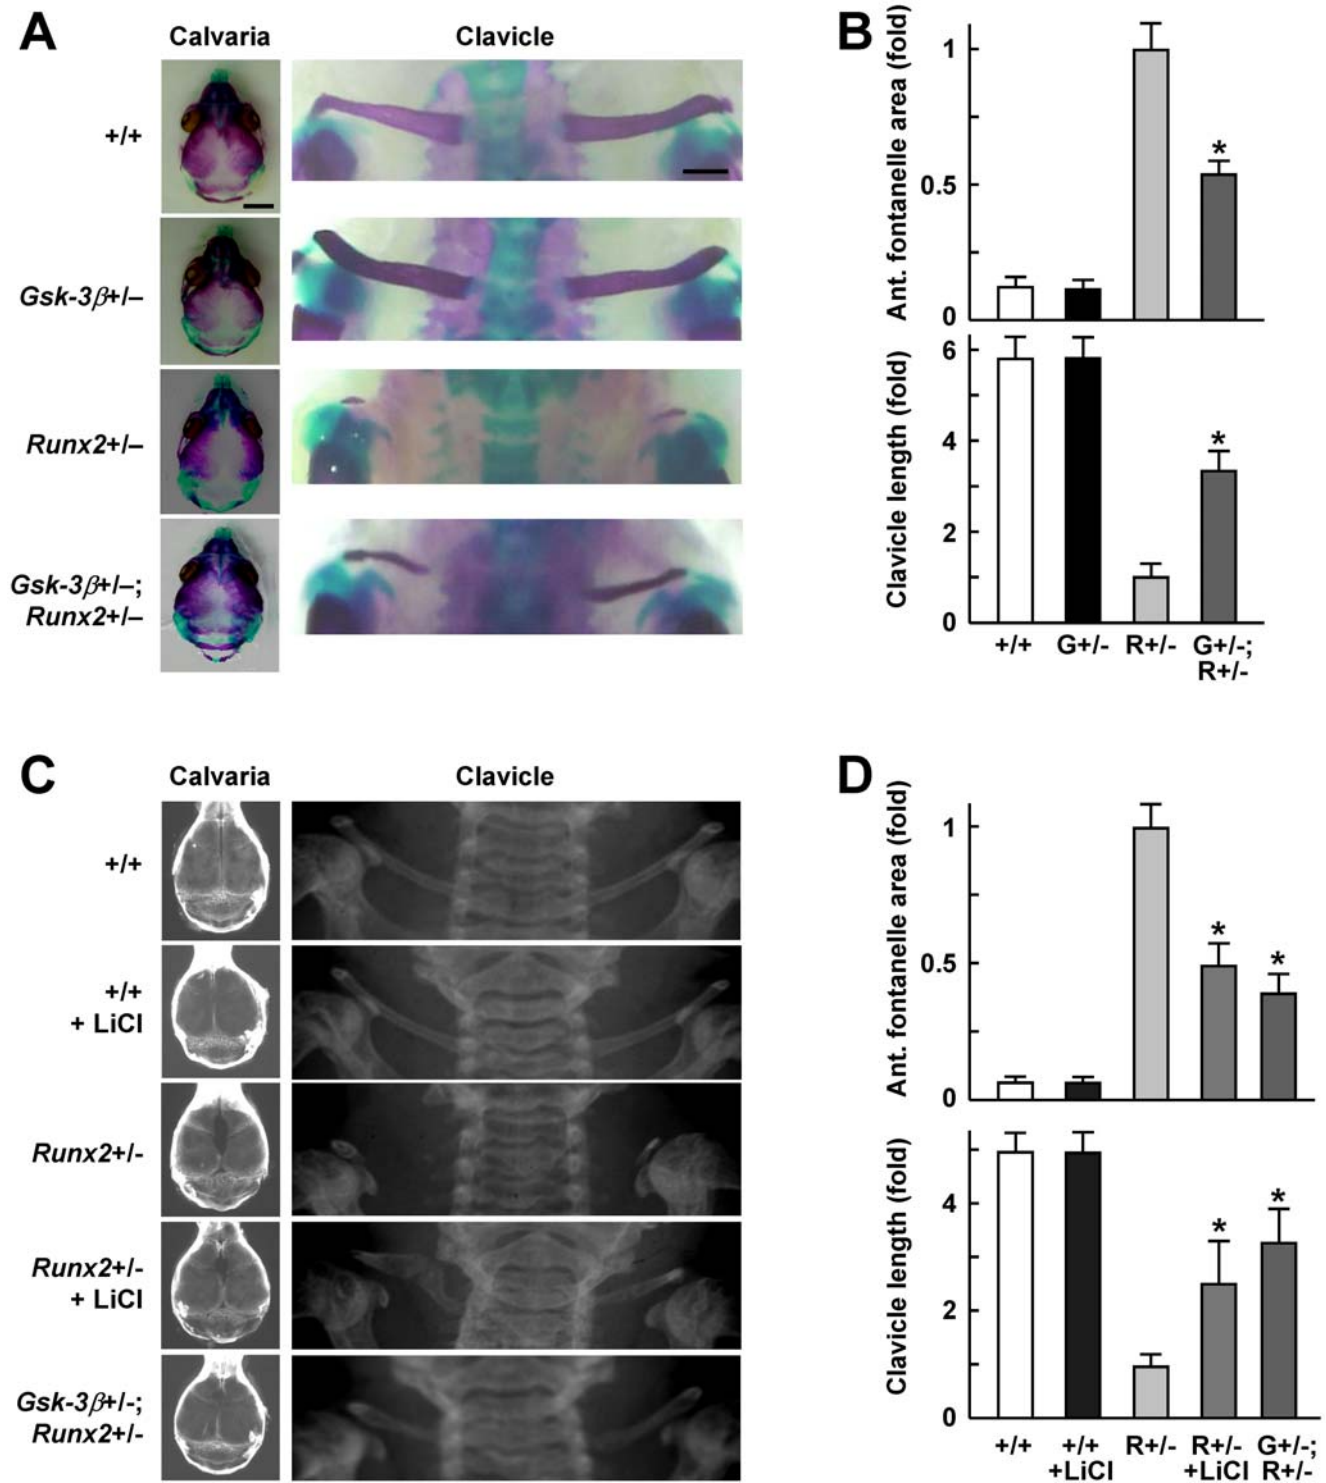 A
Calvaria Clavicle
+/+
Gsk-3β+/–
Runx2+/–
Gsk-3β+/–;
Runx2+/–
B
Ant. fontanelle area (fold)
1
0.5
0
Clavicle length (fold)
6
4
2
0
+/+ G+/- R+/- G+/-;
R+/-
*
*
C
Calvaria Clavicle
+/+
+/+
+ LiCl
Runx2+/-
Runx2+/-
+ LiCl
Gsk-3β+/-;
Runx2+/-
D
Ant. fontanelle area (fold)
1
0.5
0
*
*
Clavicle length (fold)
4
2
0
*
*
+/+ +/+ R+/- R+/- G+/-;
+LiCl +LiCl R+/-